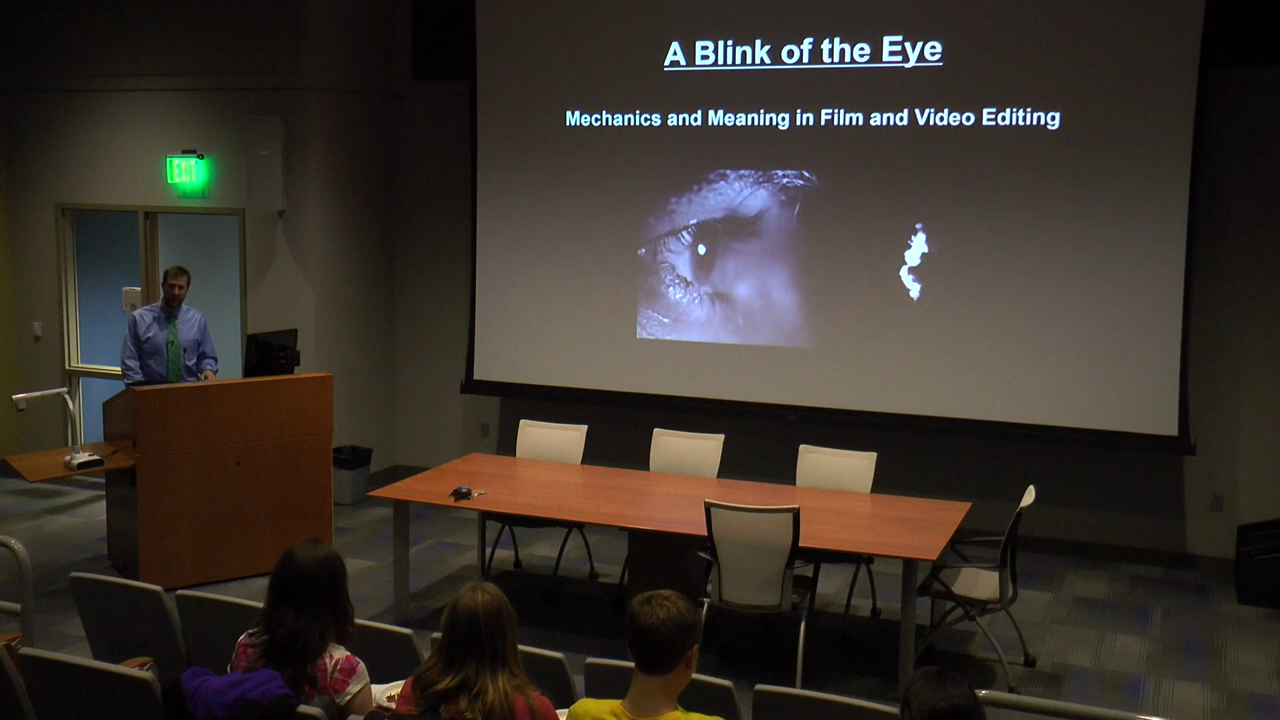 A Blink of the Eye
Mechanics and Meaning in Film and Video Editing
EXIT